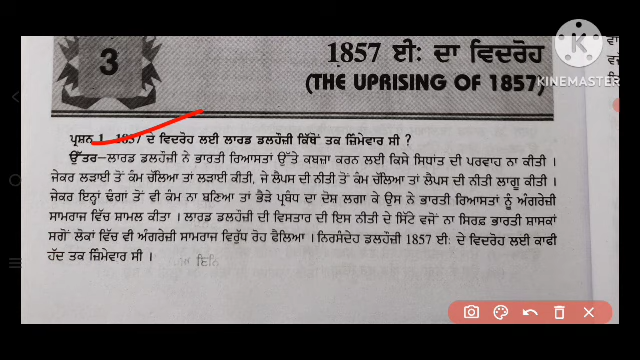 3
1857 ਈਃ ਦਾ ਵਿਦਰੋਹ
(THE UPRISING OF 1857)
KINEMASTER
ਪ੍ਰਸ਼ਨ 1. 1857 ਦੇ ਵਿਦਰੋਹ ਲਈ ਲਾਰਡ ਡਲਹੌਜ਼ੀ ਕਿੱਥੋਂ ਤਕ ਜ਼ਿੰਮੇਵਾਰ ਸੀ ?
ਉੱਤਰ-ਲਾਰਡ ਡਲਹੌਜ਼ੀ ਨੇ ਭਾਰਤੀ ਰਿਆਸਤਾਂ ਉੱਤੇ ਕਬਜ਼ਾ ਕਰਨ ਲਈ ਕਿਸੇ ਸਿਧਾਂਤ ਦੀ ਪਰਵਾਹ ਨਾ ਕੀਤੀ ।
ਜੇਕਰ ਲੜਾਈ ਤੋਂ ਕੰਮ ਚੱਲਿਆ ਤਾਂ ਲੜਾਈ ਕੀਤੀ, ਜੇ ਲੈਪਸ ਦੀ ਨੀਤੀ ਤੋਂ ਕੰਮ ਚੱਲਿਆ ਤਾਂ ਲੈਪਸ ਦੀ ਨੀਤੀ ਲਾਗੂ ਕੀਤੀ ।
ਜੇਕਰ ਇਨ੍ਹਾਂ ਢੰਗਾਂ ਤੋਂ ਵੀ ਕੰਮ ਨਾ ਬਣਿਆ ਤਾਂ ਭੈੜੇ ਪ੍ਰਬੰਧ ਦਾ ਦੋਸ਼ ਲਗਾ ਕੇ ਉਸ ਨੇ ਭਾਰਤੀ ਰਿਆਸਤਾਂ ਨੂੰ ਅੰਗਰੇਜ਼ੀ
ਸਾਮਰਾਜ ਵਿੱਚ ਸ਼ਾਮਲ ਕੀਤਾ । ਲਾਰਡ ਡਲਹੌਜ਼ੀ ਦੀ ਵਿਸਤਾਰ ਦੀ ਇਸ ਨੀਤੀ ਦੇ ਸਿੱਟੇ ਵਜੋਂ ਨਾ ਸਿਰਫ਼ ਭਾਰਤੀ ਸ਼ਾਸਕਾਂ
ਸਗੋਂ ਲੋਕਾਂ ਵਿੱਚ ਵੀ ਅੰਗਰੇਜ਼ੀ ਸਾਮਰਾਜ ਵਿਰੁੱਧ ਰੋਹ ਫੈਲਿਆ । ਨਿਰਸੰਦੇਹ ਡਲਹੌਜ਼ੀ 1857 ਈਃ ਦੇ ਵਿਦਰੋਹ ਲਈ ਕਾਫੀ
ਹੱਦ ਤਕ ਜ਼ਿੰਮੇਵਾਰ ਸੀ ।